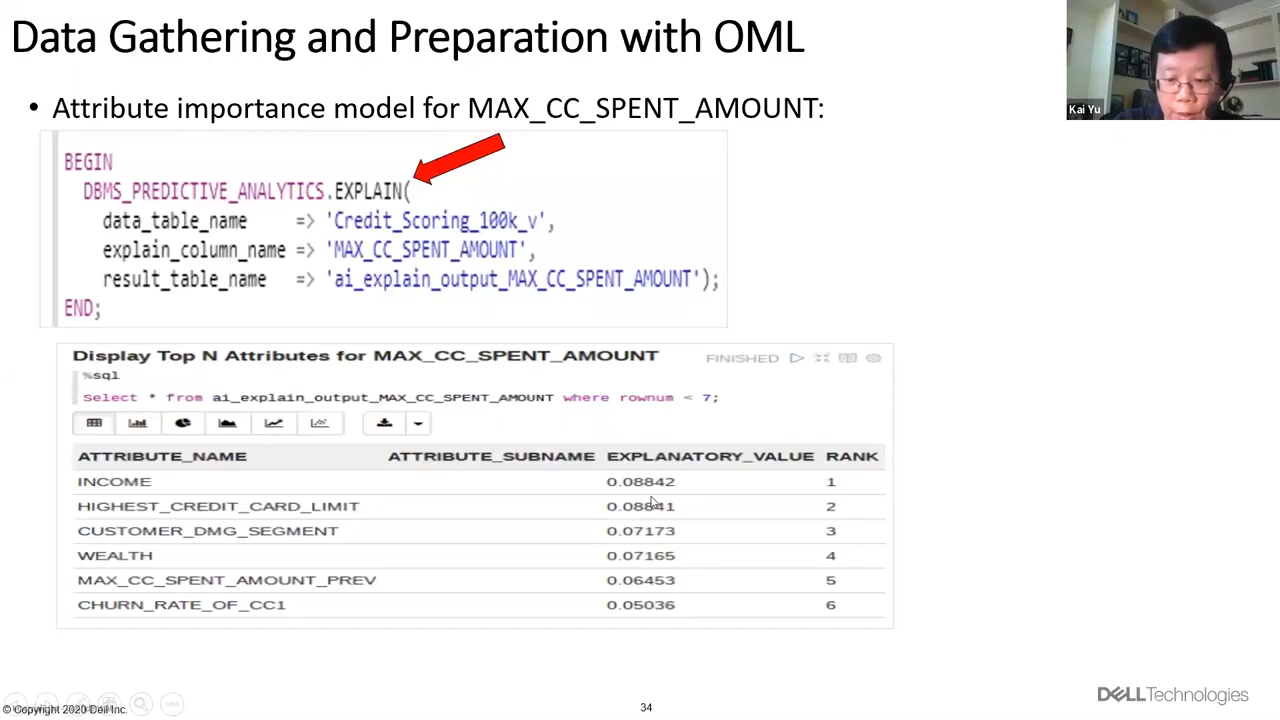 Data Gathering and Preparation with OML
Kai Yu
• Attribute importance model for MAX_CC_SPENT_AMOUNT:
BEGIN
DBMS_PREDICTIVE_ANALYTICS.EXPLAIN(
data_table_name => 'Credit_Scoring_100k_v',
explain_column_name => 'MAX_CC_SPENT_AMOUNT',
result_table_name => 'ai_explain_output_MAX_CC_SPENT_AMOUNT');
END;
Display Top N Attributes for MAX_CC_SPENT_AMOUNT FINISHED
%sql
Select * from ai_explain_output_MAX_CC_SPENT_AMOUNT where rownum < 7;
ATTRIBUTE_NAME ATTRIBUTE_SUBNAME EXPLANATORY_VALUE RANK
INCOME 0.08842 1
HIGHEST_CREDIT_CARD_LIMIT 0.08841 2
CUSTOMER_DMG_SEGMENT 0.07173 3
WEALTH 0.07165 4
MAX_CC_SPENT_AMOUNT_PREV 0.06453 5
CHURN_RATE_OF_CC1 0.05036 6
© Copyright 2020 Dell Inc.
34
DELLTechnologies